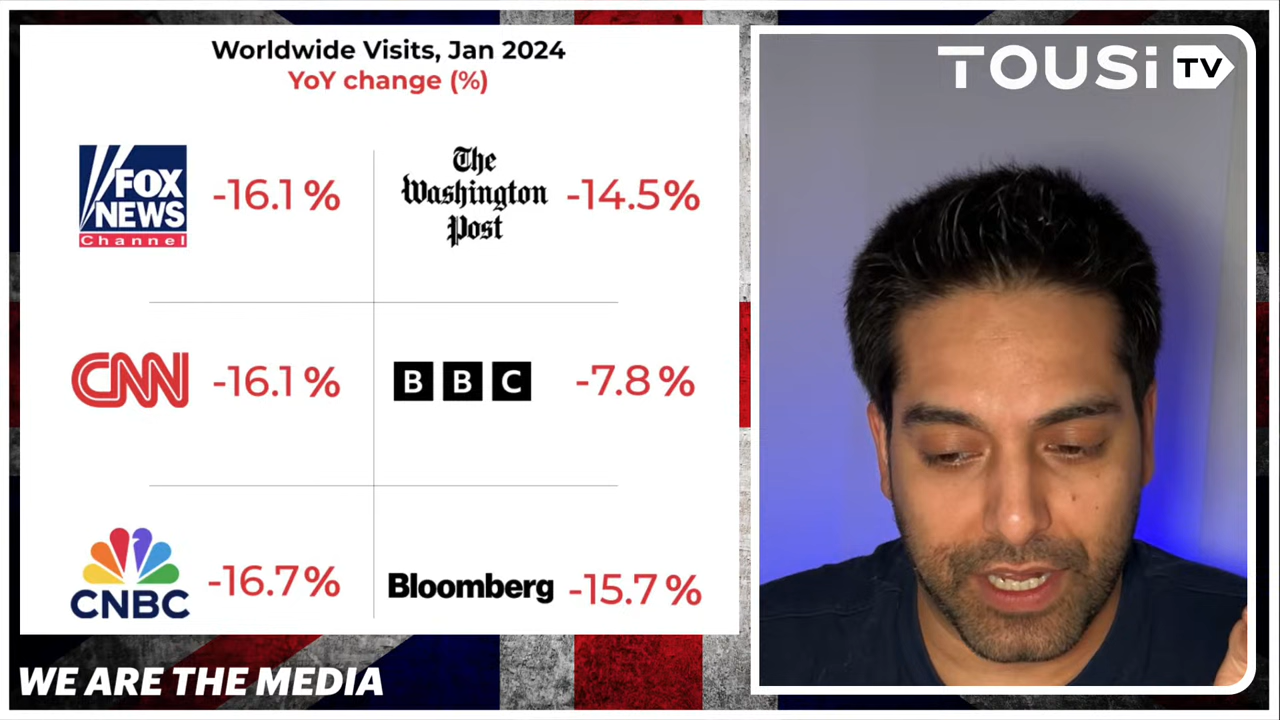 Worldwide Visits, Jan 2024
YoY change (%)
FOX
NEWS
Channel
-16.1 %
The
Washington
Post
-14.5%
CNN
-16.1 %
BBC
-7.8 %
CNBC
-16.7 %
Bloomberg
-15.7 %
WE ARE THE MEDIA
TOUSi TV